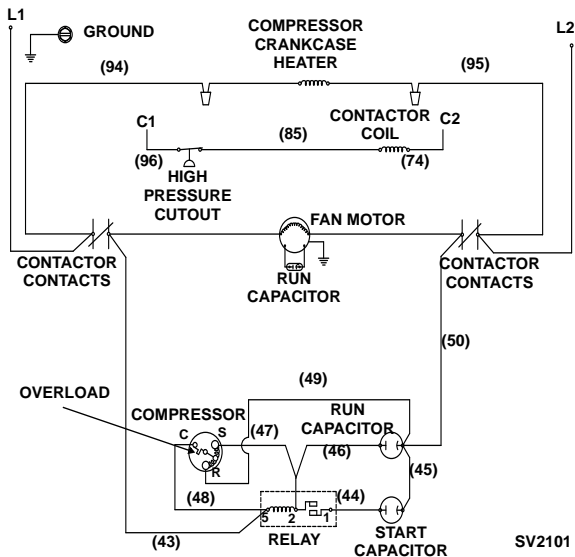 L1
GROUND
COMPRESSOR
CRANKCASE
HEATER
L2
(94)
(95)
C1
(85)
CONTACTOR
COIL
C2
(96)
(74)
HIGH
PRESSURE
CUTOUT
FAN MOTOR
CONTACTOR
CONTACTS
RUN
CAPACITOR
CONTACTOR
CONTACTS
(50)
(49)
OVERLOAD
COMPRESSOR
RUN
CAPACITOR
C
S
(47)
(46)
R
(45)
(48)
(44)
5
2
1
(43)
RELAY
START
CAPACITOR
SV2101